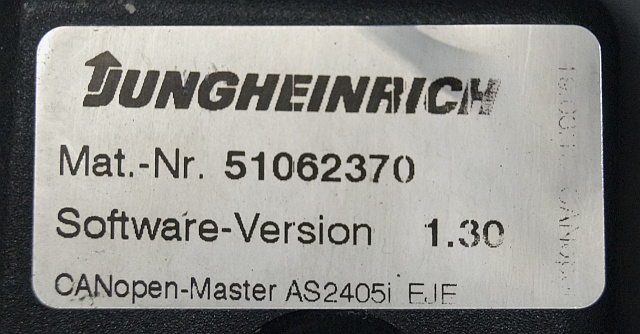 JUNGHEINRICH
Mat.-Nr. 51062370
Software-Version 1.30
CANopen-Master AS2405i EJE